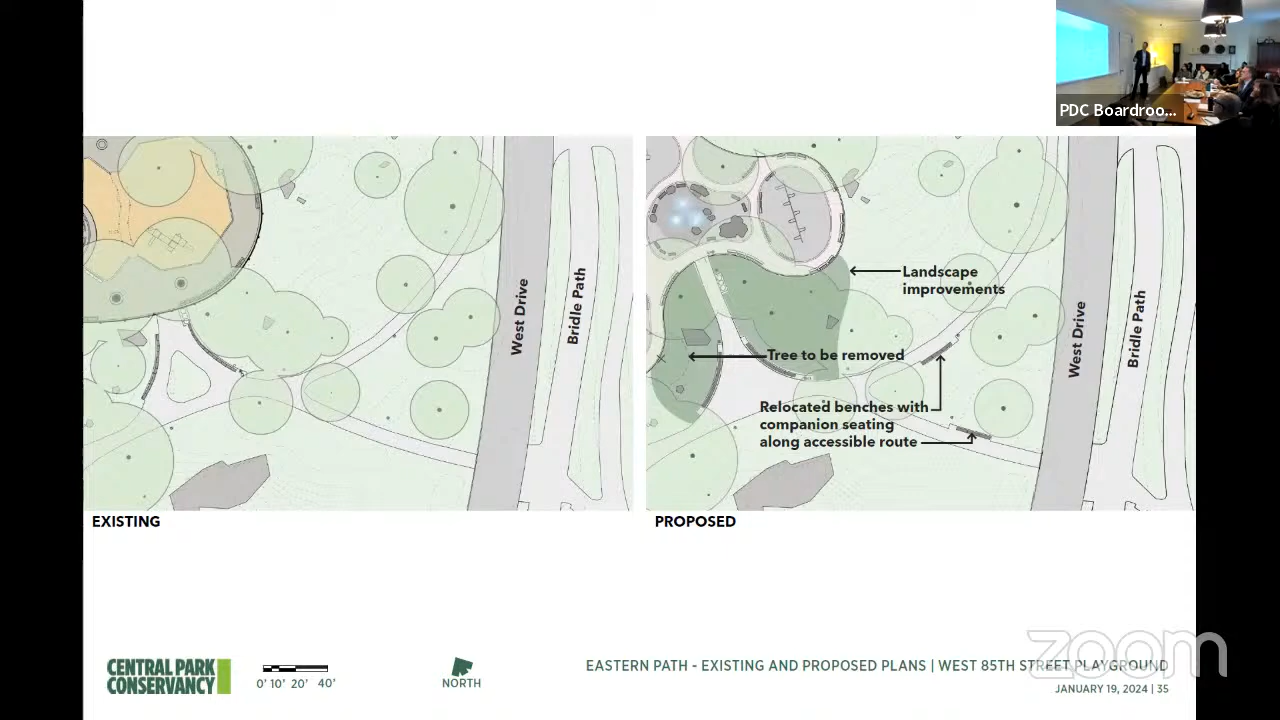 PDC Boardroo...
West Drive
Bridle Path
EXISTING
Landscape
improvements
Tree to be removed
Relocated benches with
companion seating
along accessible route
West Drive
Bridle Path
PROPOSED
CENTRAL PARK
CONSERVANCY
0' 10' 20' 40'
NORTH
EASTERN PATH - EXISTING AND PROPOSED PLANS | WEST 85TH STREET PLAYGROUND
JANUARY 19, 2024 | 35
zoom